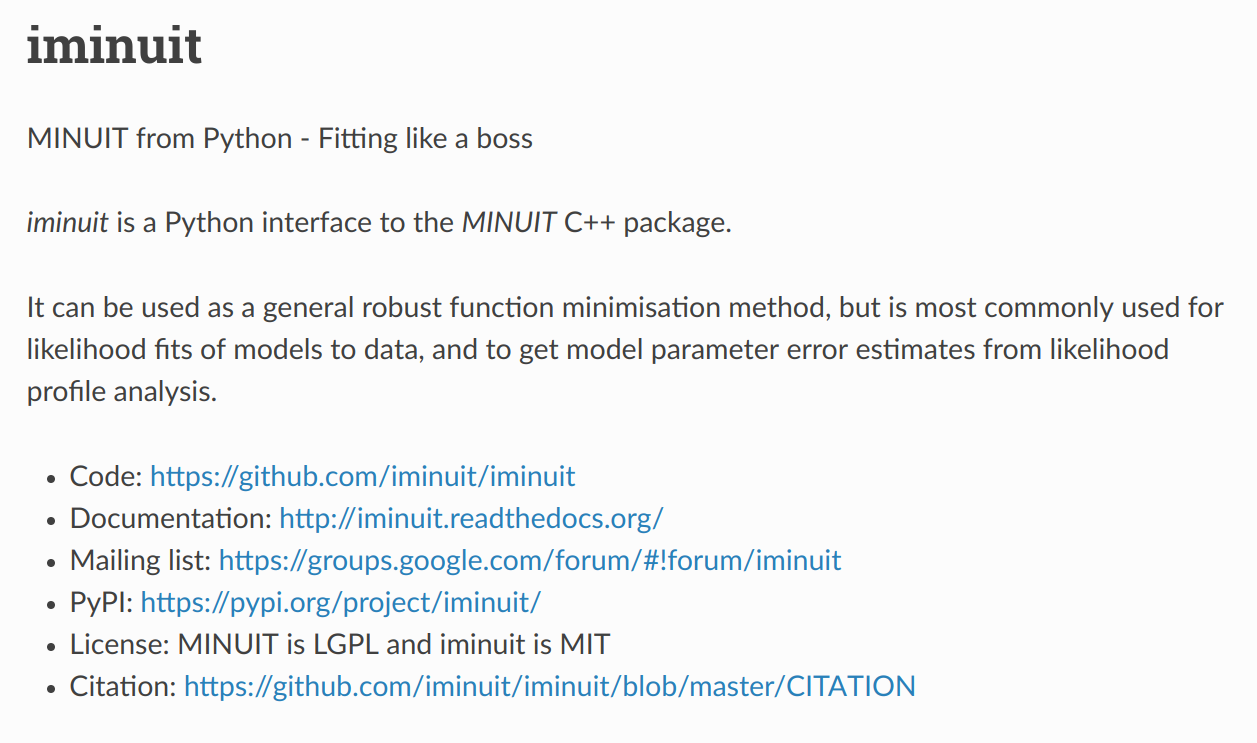 iminuit
MINUIT from Python - Fitting like a boss
iminuit is a Python interface to the MINUIT C++ package.
It can be used as a general robust function minimisation method, but is most commonly used for
likelihood fits of models to data, and to get model parameter error estimates from likelihood
profile analysis.
• Code: https://github.com/iminuit/iminuit
• Documentation: http://iminuit.readthedocs.org/
• Mailing list: https://groups.google.com/forum/#!forum/iminuit
• PyPI: https://pypi.org/project/iminuit/
• License: MINUIT is LGPL and iminuit is MIT
• Citation: https://github.com/iminuit/iminuit/blob/master/CITATION